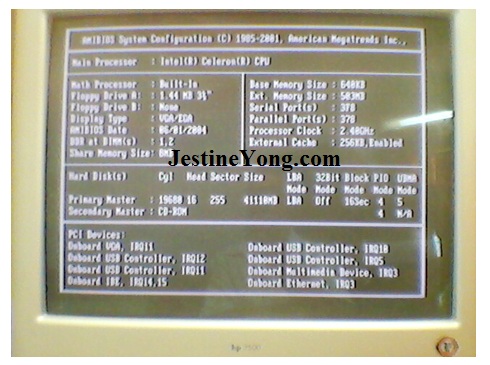 AMIBIOS System Configuration (C) 1985-2001, American Megatrends Inc.,
Main Processor : Intel(R) Celeron(R) CPU
Math Processor : Built-In Base Memory Size : 640KB
Floppy Drive A: : 1.44 MB 3½" Ext. Memory Size : 503MB
Floppy Drive B: : None Serial Port(s) : 3F8
Display Type : VGA/EGA Parallel Port(s) : 378
AMIBIOS Date : 06/01/2004 Processor Clock : 2.40GHz
DDR at DIMM(s) : 1,2 External Cache : 256KB,Enabled
Share Memory Size:
JestineYong.com
Hard Disk(s) Cyl Head Sector Size LBA 32Bit Block PIO UDMA
Mode Mode Mode Mode Mode
Primary Master : 19680 16 255 41110MB LBA Off 16Sec 4 5
Secondary Master : CD-ROM 4 N/A
PCI Devices:
Onboard VGA, IRQ11 Onboard USB Controller, IRQ10
Onboard USB Controller, IRQ12 Onboard USB Controller, IRQ5
Onboard USB Controller, IRQ11 Onboard Multimedia Device, IRQ3
Onboard IDE, IRQ14,15 Onboard Ethernet, IRQ3
hp